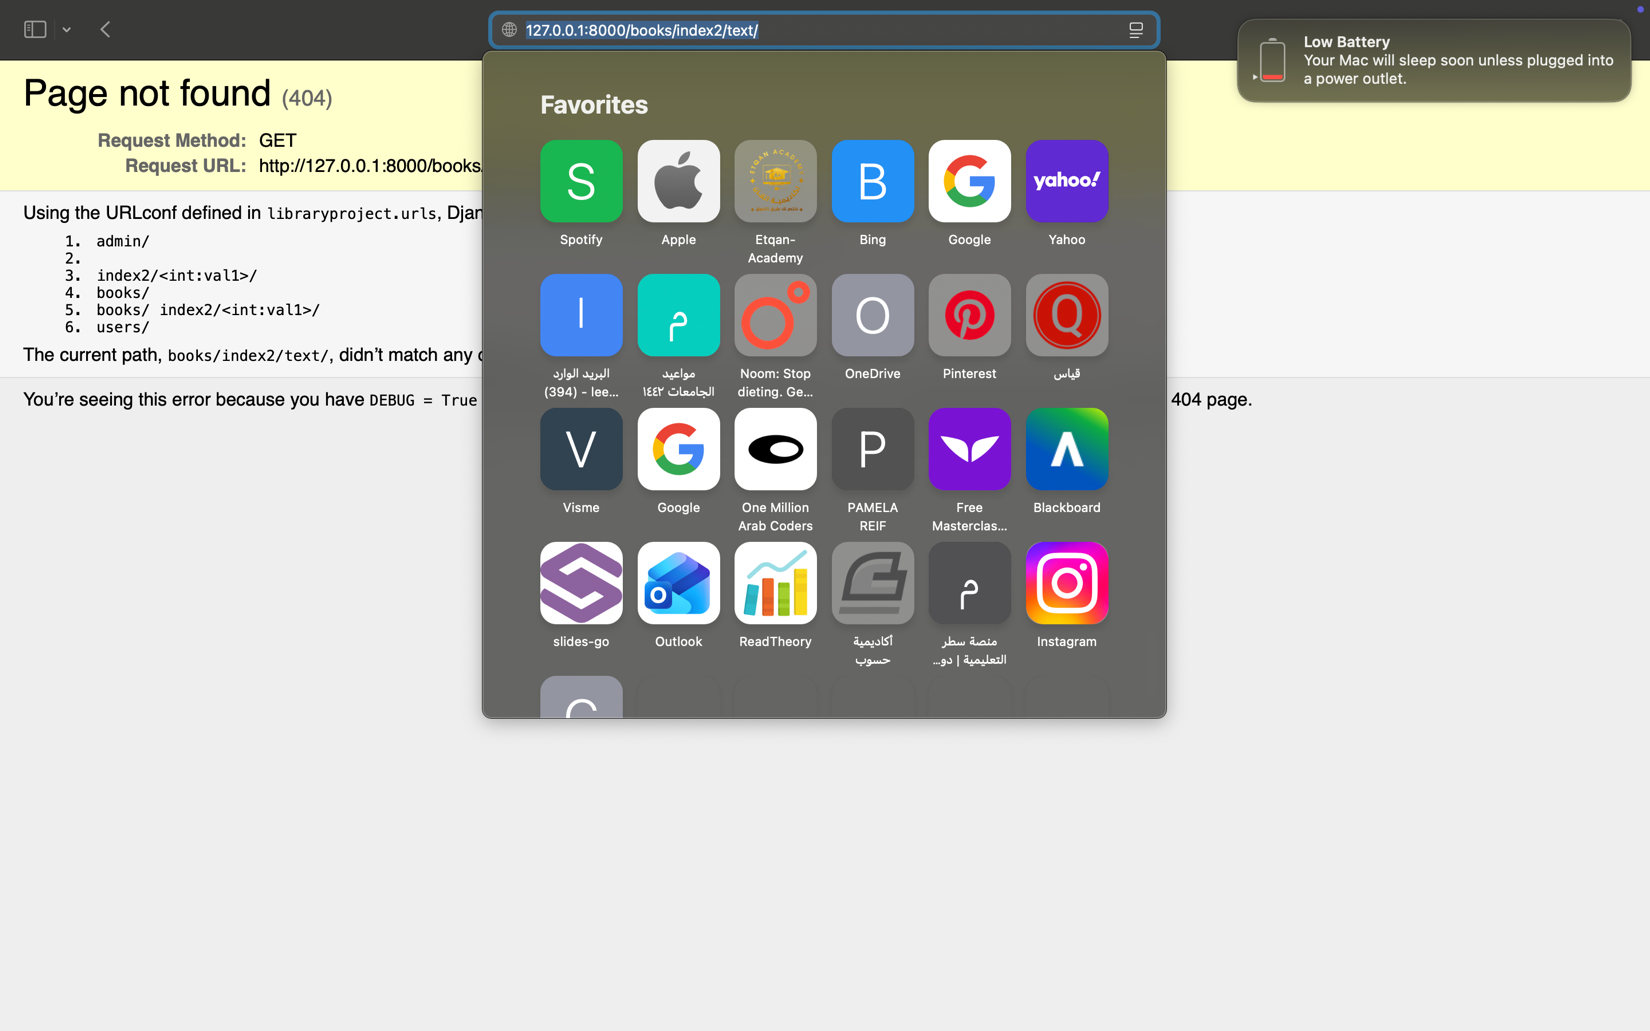 127.0.0.1:8000/books/index2/text/
Low Battery
Your Mac will sleep soon unless plugged into
a power outlet.
Page not found (404)
Request Method: GET
Request URL: http://127.0.0.1:8000/books
Using the URLconf defined in libraryproject.urls, Djan
1. admin/
2.
3. index2/<int:val1>/
4. books/
5. books/ index2/<int:val1>/
6. users/
The current path, books/index2/text/, didn’t match any
You’re seeing this error because you have DEBUG = True
404 page.
Favorites
S
B
G
yahoo!
Spotify
Apple
Etqan-
Academy
Bing
Google
Yahoo
ا
م
O
Q
البريد الوارد
(394) - lee...
مواعيد
الجامعات ١٤٤٢
Noom: Stop
dieting. Ge...
OneDrive
Pinterest
قياس
V
G
P
Visme
Google
One Million
Arab Coders
PAMELA
REIF
Free
Masterclas...
Blackboard
O
م
slides-go
Outlook
ReadTheory
أكاديمية
حسوب
منصة سطر
التعليمية | دو...
Instagram